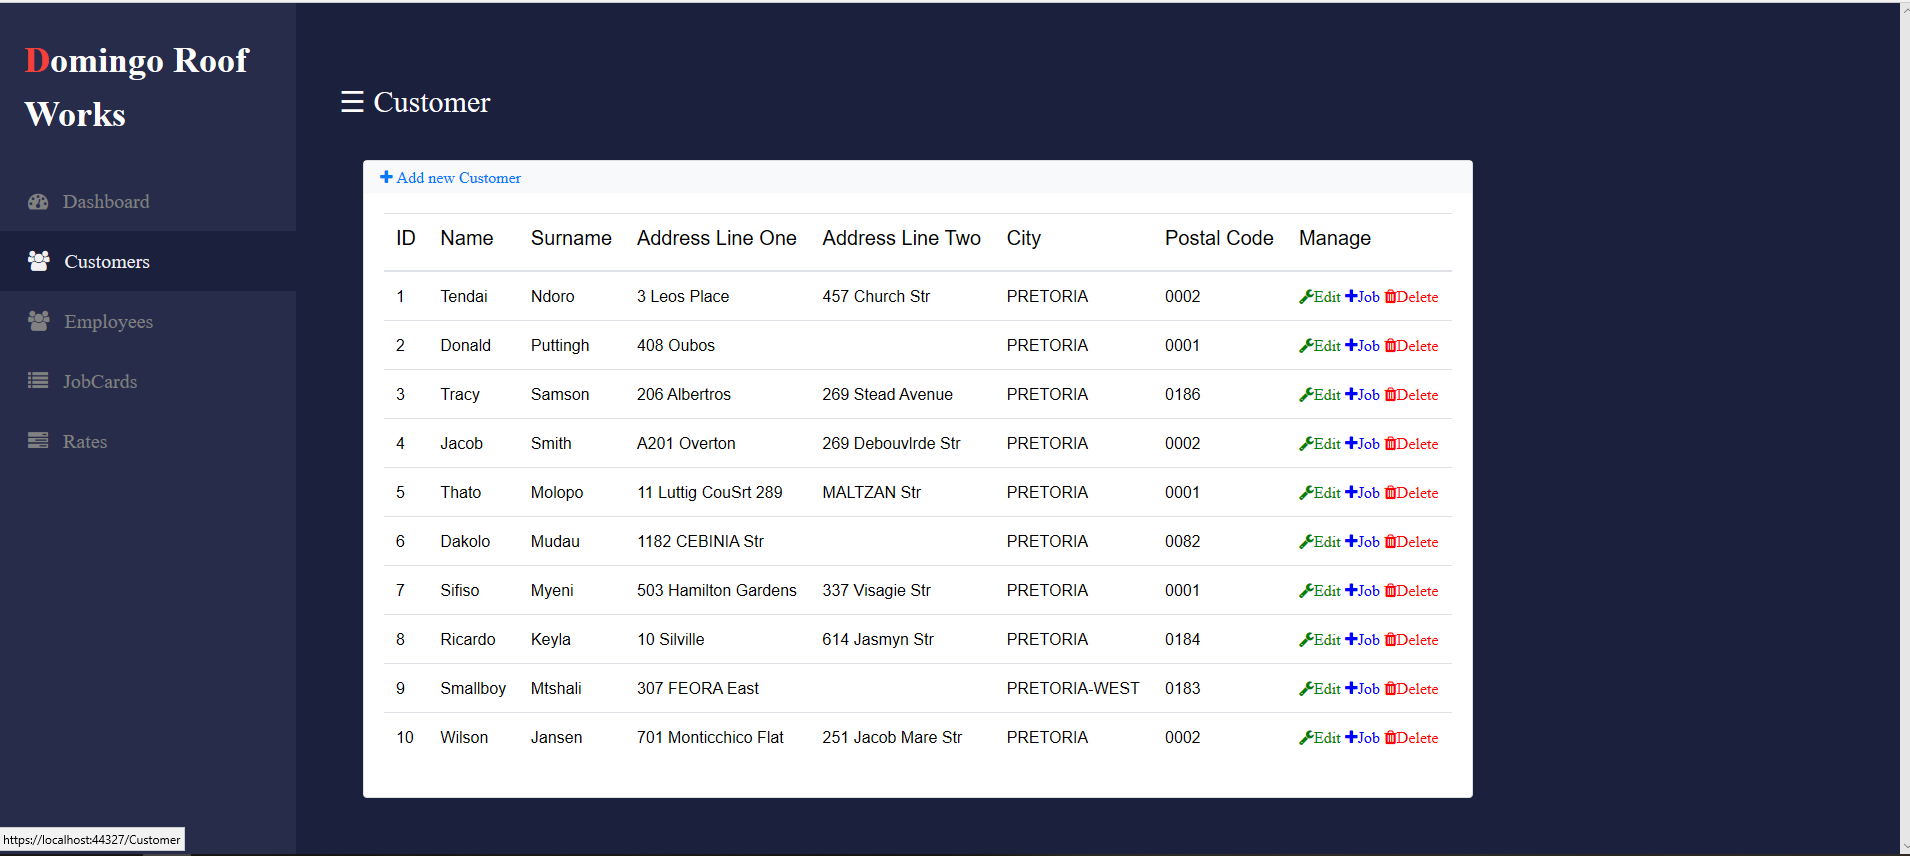 Domingo Roof
Works
Dashboard
Customers
Employees
JobCards
Rates
☰ Customer
Add new Customer
ID Name Surname Address Line One Address Line Two City Postal Code Manage
1 Tendai Ndoro 3 Leos Place 457 Church Str PRETORIA 0002 Edit Job Delete
2 Donald Puttingh 408 Oubos PRETORIA 0001 Edit Job Delete
3 Tracy Samson 206 Albertros 269 Stead Avenue PRETORIA 0186 Edit Job Delete
4 Jacob Smith A201 Overton 269 Debouvlrde Str PRETORIA 0002 Edit Job Delete
5 Thato Molopo 11 Luttig CouSrt 289 MALTZAN Str PRETORIA 0001 Edit Job Delete
6 Dakolo Mudau 1182 CEBINIA Str PRETORIA 0082 Edit Job Delete
7 Sifiso Myeni 503 Hamilton Gardens 337 Visagie Str PRETORIA 0001 Edit Job Delete
8 Ricardo Keyla 10 Silville 614 Jasmyn Str PRETORIA 0184 Edit Job Delete
9 Smallboy Mtshali 307 FEORA East PRETORIA-WEST 0183 Edit Job Delete
10 Wilson Jansen 701 Monticchico Flat 251 Jacob Mare Str PRETORIA 0002 Edit Job Delete
https://localhost:44327/Customer